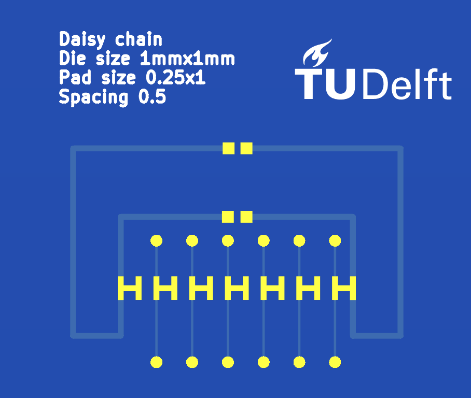 Daisy chain
Die size 1mmx1mm
Pad size 0.25x1
Spacing 0.5
TUDelft